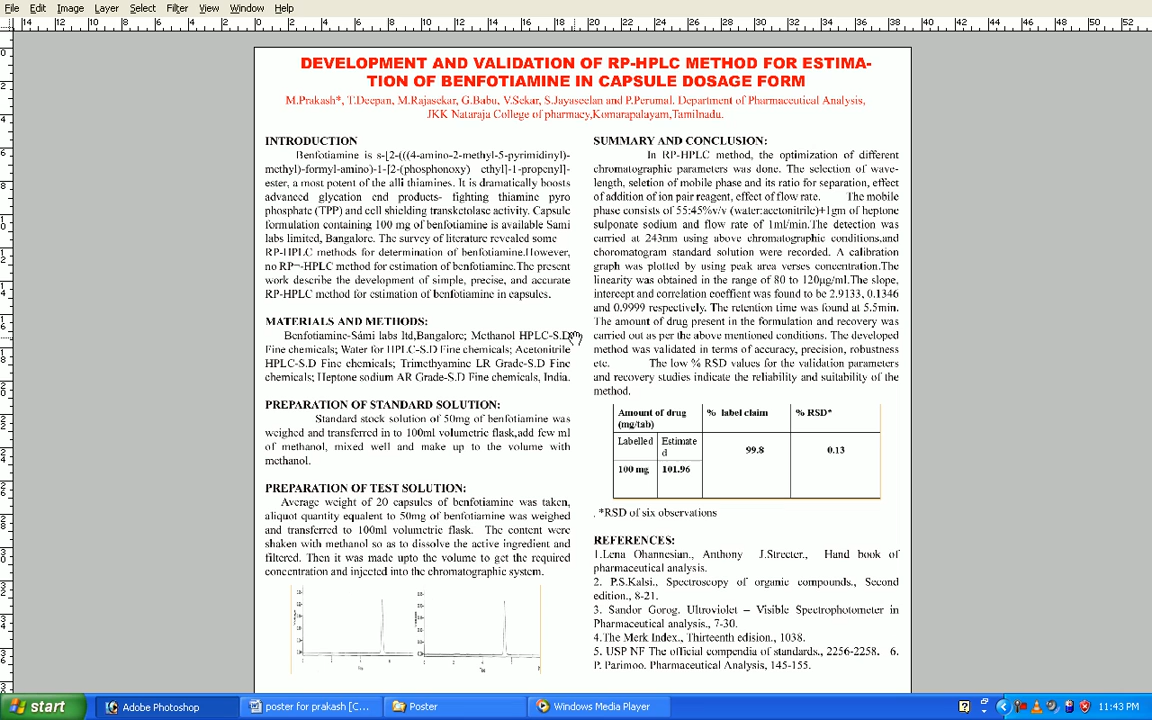 File Edit Image Layer Select Filter View Window Help
DEVELOPMENT AND VALIDATION OF RP-HPLC METHOD FOR ESTIMA-
TION OF BENFOTIAMINE IN CAPSULE DOSAGE FORM
M.Prakash*, T.Deepan, M.Rajasekar, G.Babu, V.Sekar, S.Jayaseelan and P.Perumal. Department of Pharmaceutical Analysis,
JKK Nataraja College of pharmacy,Komarapalayam,Tamilnadu.
INTRODUCTION
Benfotiamine is s-[2-(((4-amino-2-methyl-5-pyrimidinyl)-
methyl)-formyl-amino)-1-[2-(phosphonoxy) ethyl]-1-propenyl]-
ester, a most potent of the alli thiamines. It is dramatically boosts
advanced glycation end products- fighting thiamine pyro
phosphate (TPP) and cell shielding transkctolase activity. Capsule
formulation containing 100 mg of benfotiamine is available Sami
labs limited, Bangalore. The survey of literature revealed some
RP-HPLC methods for determination of benfotiamine.However,
no RP–HPLC method for estimation of benfotiamine.The present
work describe the development of simple, precise, and accurate
RP-HPLC method for estimation of benfotiamine in capsules.
MATERIALS AND METHODS:
Benfotiamine-Sámi labs ltd,Bangalore; Methanol HPLC-S.D
Fine chemicals; Water for HPLC-S.D Fine chemicals; Acetonitrile
HPLC-S.D Fine chemicals; Trimethyamine LR Grade-S.D Fine
chemicals; Heptone sodium AR Grade-S.D Fine chemicals, India.
PREPARATION OF STANDARD SOLUTION:
Standard stock solution of 50mg of benfotiamine was
weighed and transferred in to 100ml volumetric flask,add few ml
of methanol, mixed well and make up to the volume with
methanol.
PREPARATION OF TEST SOLUTION:
Average weight of 20 capsules of benfotiamine was taken,
aliquot quantity equalent to 50mg of benfotiamine was weighed
and transferred to 100ml volumetric flask. The content were
shaken with methanol so as to dissolve the active ingredient and
filtered. Then it was made upto the volume to get the required
concentration and injected into the chromatographic system.
SUMMARY AND CONCLUSION:
In RP-HPLC method, the optimization of different
chromatographic parameters was done. The selection of wave-
length, seletion of mobile phase and its ratio for separation, effect
of addition of ion pair reagent, effect of flow rate. The mobile
phase consists of 55:45%v/v (water:acetonitrile)+1gm of heptone
sulponate sodium and flow rate of 1ml/min.The detection was
carried at 243nm using above chromatographic conditions,and
choromatogram standard solution were recorded. A calibration
graph was plotted by using peak area verses concentration.The
linearity was obtained in the range of 80 to 120µg/ml.The slope,
intercept and correlation coeffient was found to be 2.9133, 0.1346
and 0.9999 respectively. The retention time was found at 5.5min.
The amount of drug present in the formulation and recovery was
carried out as per the above mentioned conditions. The developed
method was validated in terms of accuracy, precision, robustness
etc. The low % RSD values for the validation parameters
and recovery studies indicate the reliability and suitability of the
method.
Amount of drug (mg/tab) % label claim % RSD*
Labelled Estimated
99.8 0.13
100 mg 101.96
. *RSD of six observations
REFERENCES:
1.Lena Ohannesian., Anthony J.Streeter., Hand book of
pharmaceutical analysis.
2. P.S.Kalsi., Spectroscopy of organic compounds., Second
edition., 8-21.
3. Sandor Gorog. Ultroviolet – Visible Spectrophotometer in
Pharmaceutical analysis., 7-30.
4.The Merk Index., Thirteenth edision., 1038.
5. USP NF The official compendia of standards., 2256-2258. 6.
P. Parimoo. Pharmaceutical Analysis, 145-155.
start Adobe Photoshop poster for prakash [C... Poster Windows Media Player 11:43 PM